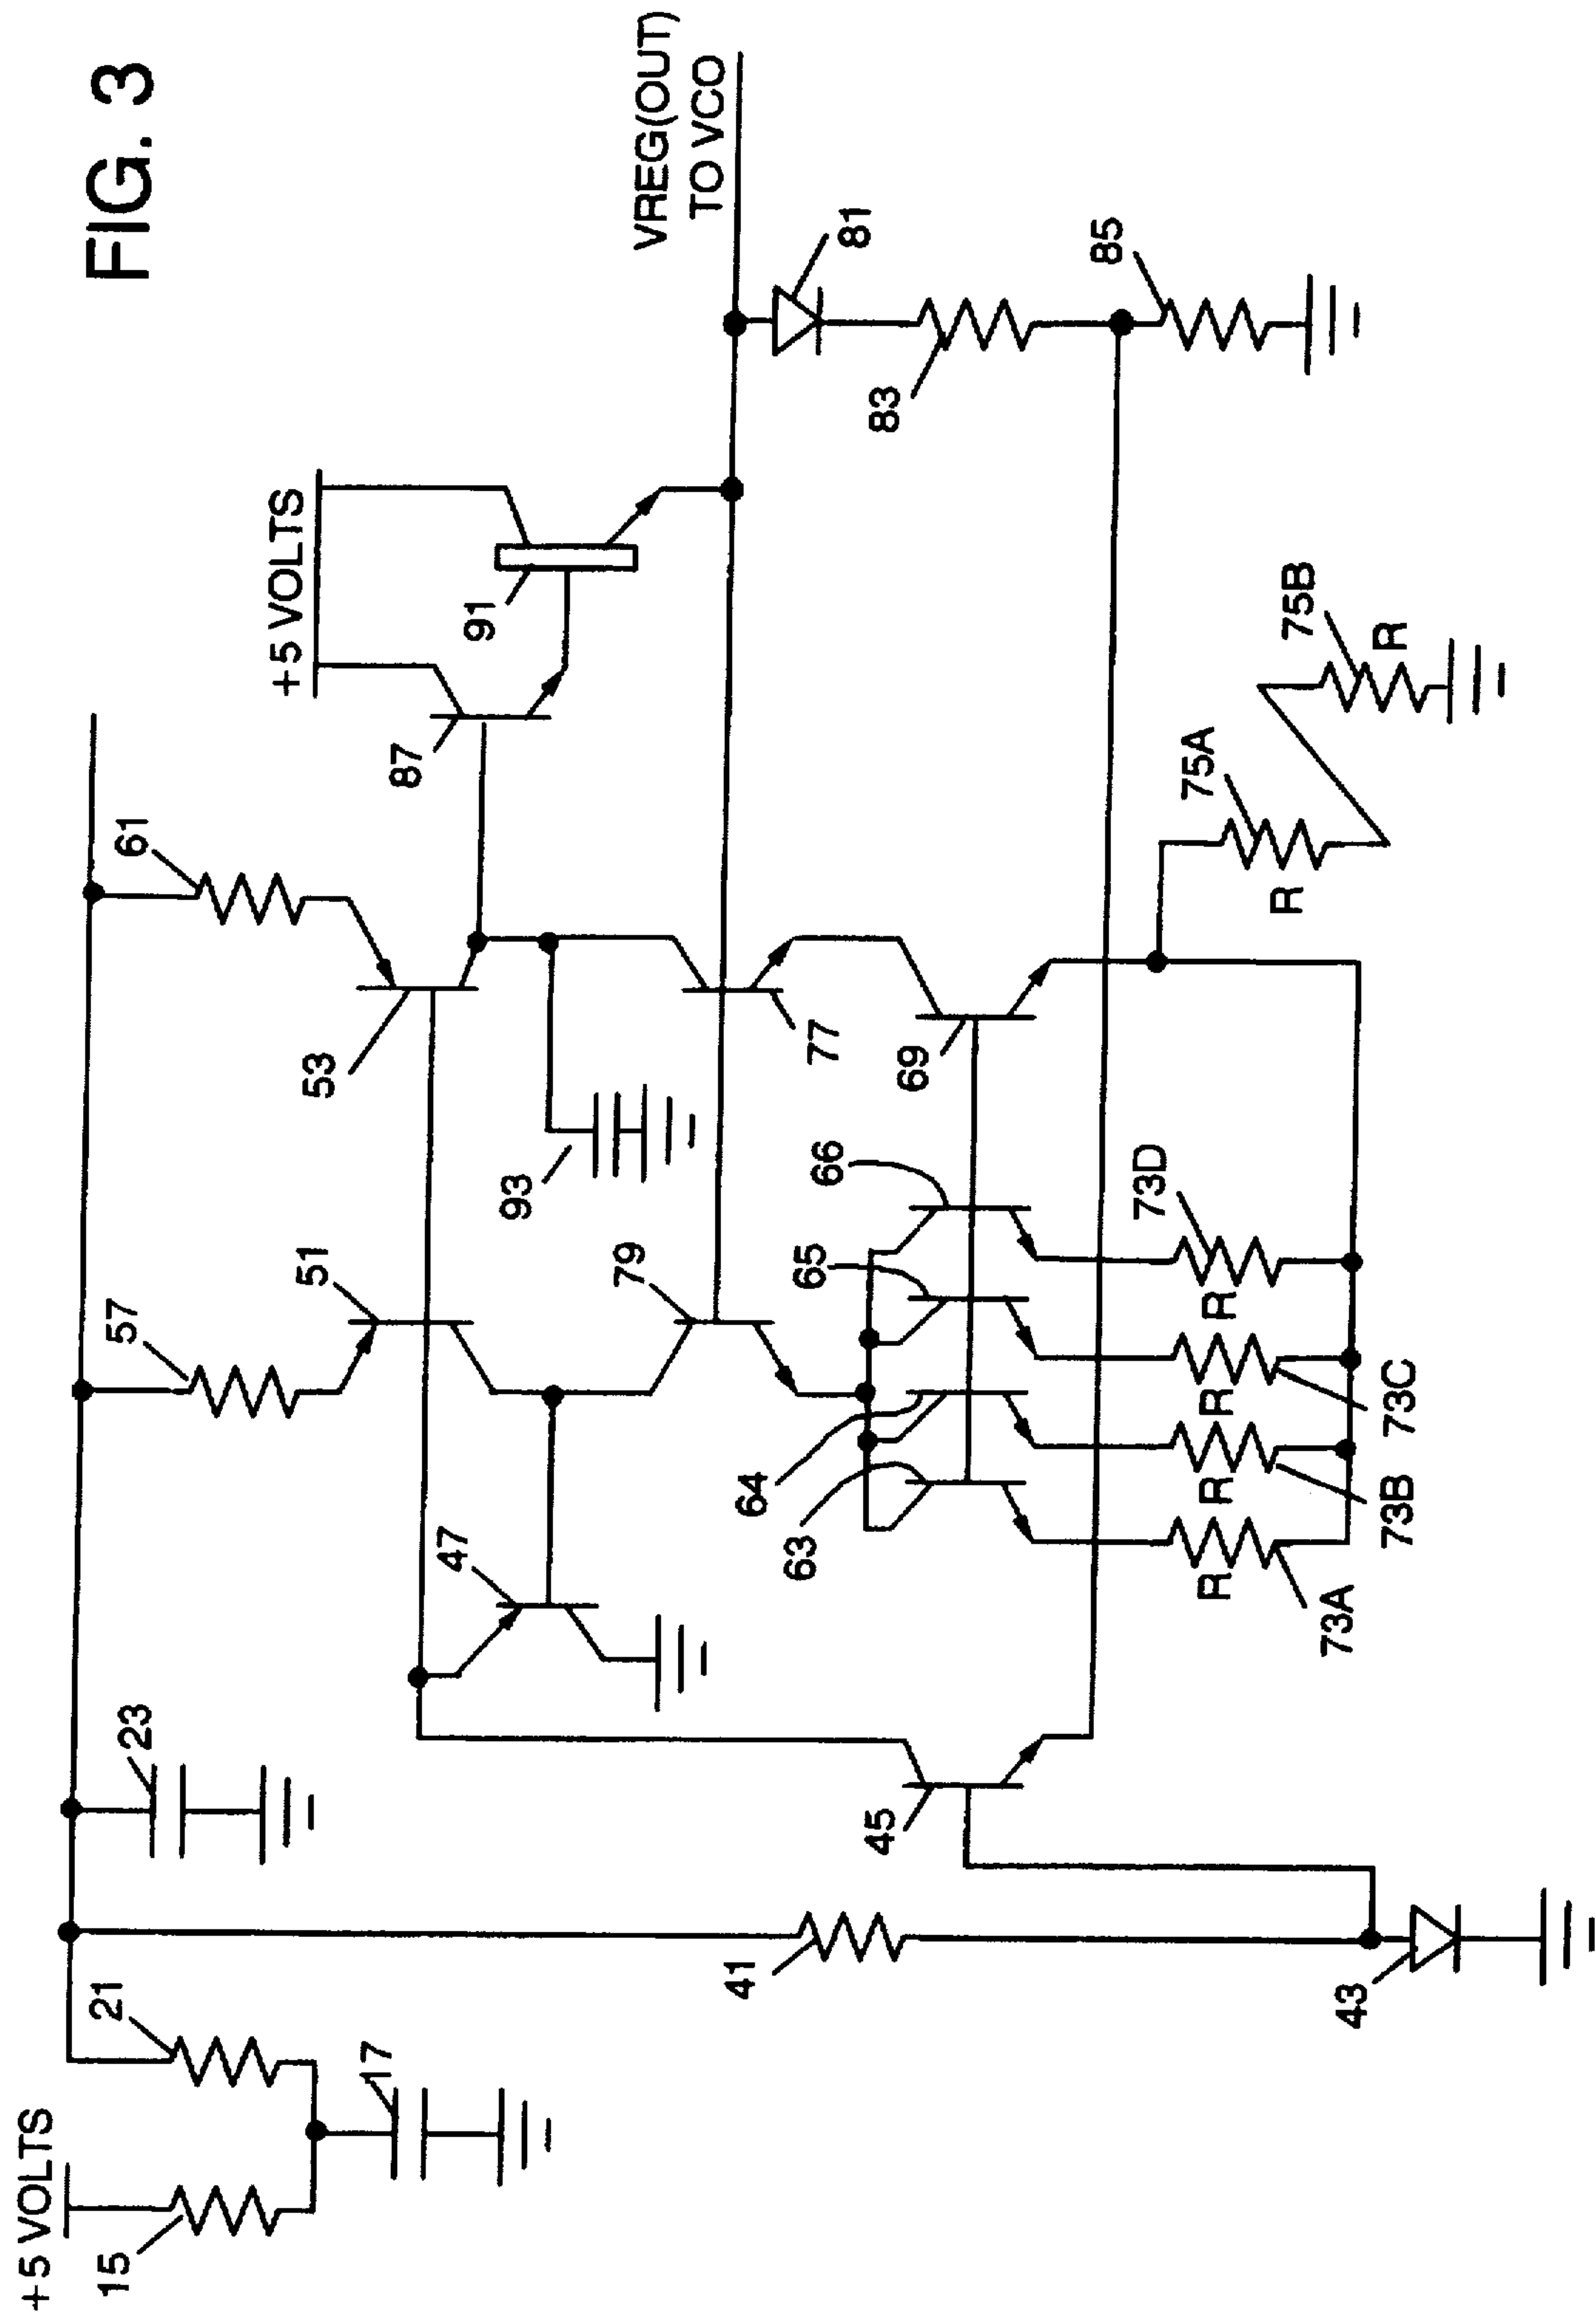 FIG. 3
+5 VOLTS
15
21
17
23
41
43
45
47
57
51
79
61
53
93
77
69
63
64
65
66
R
73A
R
73B
R
73C
R
73D
+5 VOLTS
87
91
VREG(OUT)
TO VCO
81
83
85
75A
R
75B
R